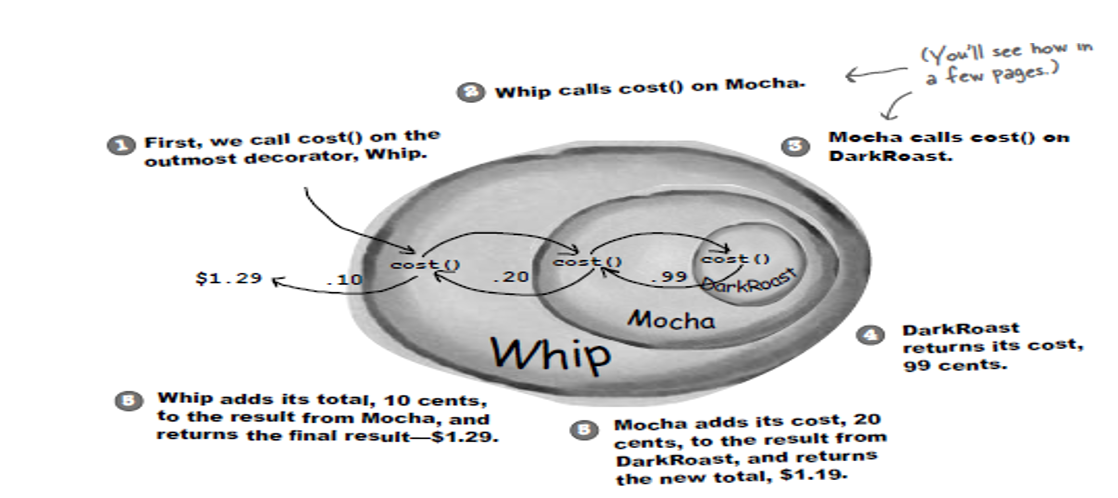 (You'll see how in
a few pages.)
2 Whip calls cost() on Mocha.
1 First, we call cost() on the
outmost decorator, Whip.
3 Mocha calls cost() on
DarkRoast.
cost()
cost()
cost()
$1.29
.10
.20
.99
DarkRoast
Mocha
Whip
4 DarkRoast
returns its cost,
99 cents.
5 Whip adds its total, 10 cents,
to the result from Mocha, and
returns the final result—$1.29.
5 Mocha adds its cost, 20
cents, to the result from
DarkRoast, and returns
the new total, $1.19.